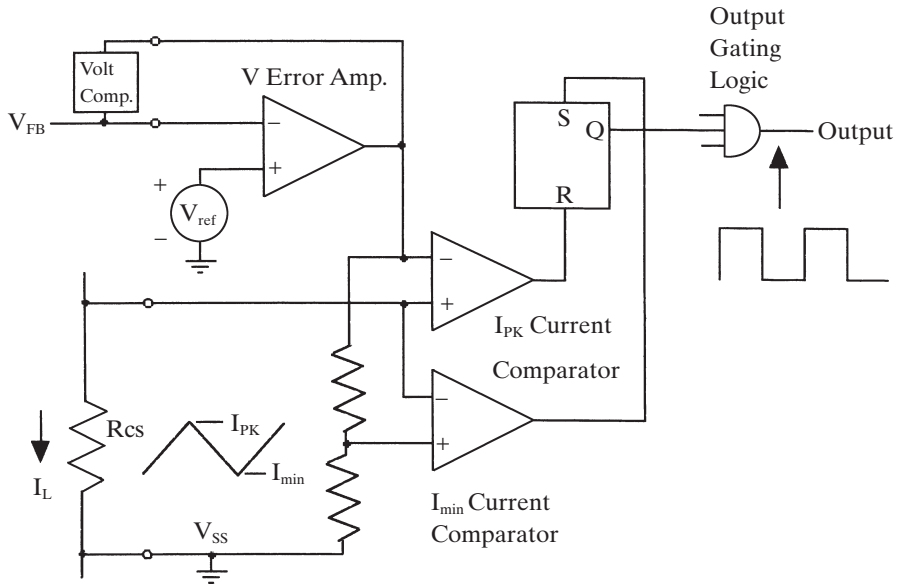 Output
Gating
Logic
Volt
Comp.
V Error Amp.
V_FB
−
+
+
V_ref
−
S
Q
R
Output
−
+
I_PK Current
Comparator
−
+
Rcs
I_L
I_PK
I_min
V_SS
I_min Current
Comparator